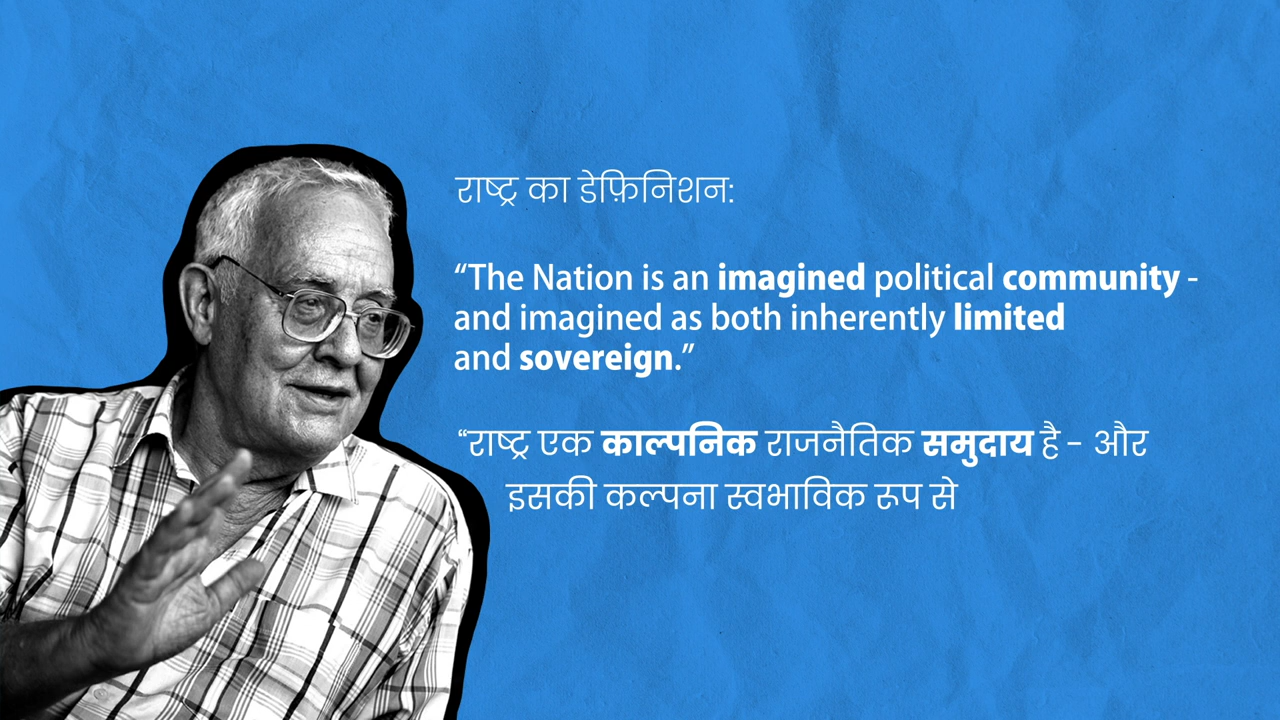 राष्ट्र का डेफ़िनिशन:
“The Nation is an imagined political community -
and imagined as both inherently limited
and sovereign.”
“राष्ट्र एक काल्पनिक राजनैतिक समुदाय है - और
इसकी कल्पना स्वभाविक रूप से